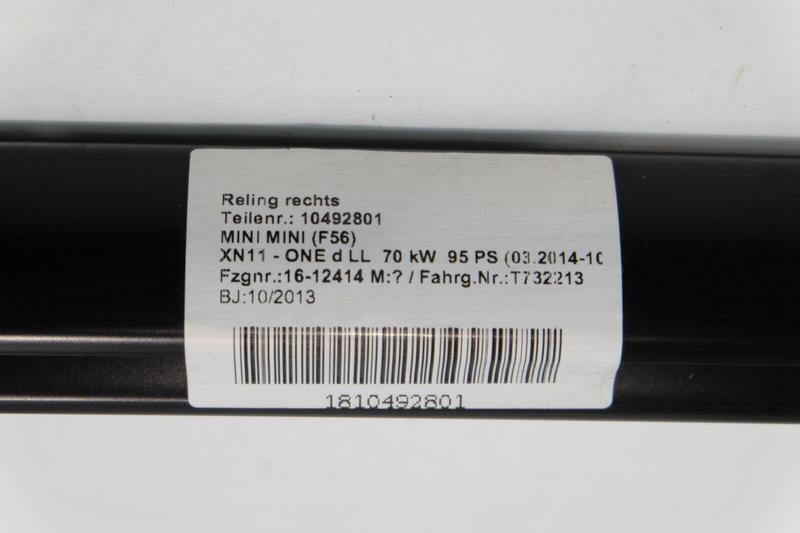 Reling rechts
Teilenr.: 10492801
MINI MINI (F56)
XN11 - ONE d LL 70 kW 95 PS (03.2014-10
Fzgnr.:16-12414 M:? / Fahrg.Nr.:T732213
BJ:10/2013
1810492801